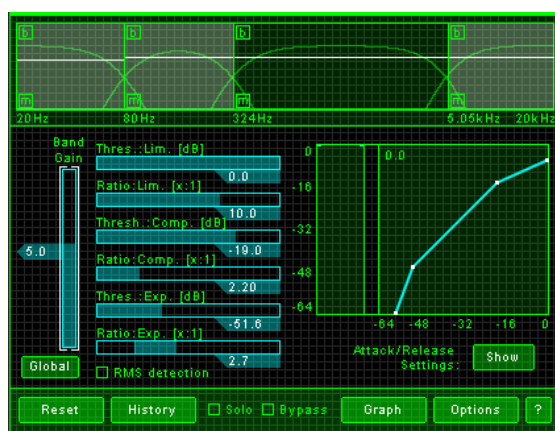 b b b b
m m m m
20Hz 80Hz 324Hz 5.05kHz 20kHz
Band Gain
5.0
Global
Thres.:Lim. [dB]
0.0
Ratio:Lim. [x:1]
10.0
Thresh.:Comp. [dB]
-19.0
Ratio:Comp. [x:1]
2.20
Thres.:Exp. [dB]
-51.6
Ratio:Exp. [x:1]
2.7
RMS detection
0
-16
-32
-48
-64
0.0
-64 -48 -32 -16 0
Attack/Release
Settings:
Show
Reset History Solo Bypass Graph Options ?